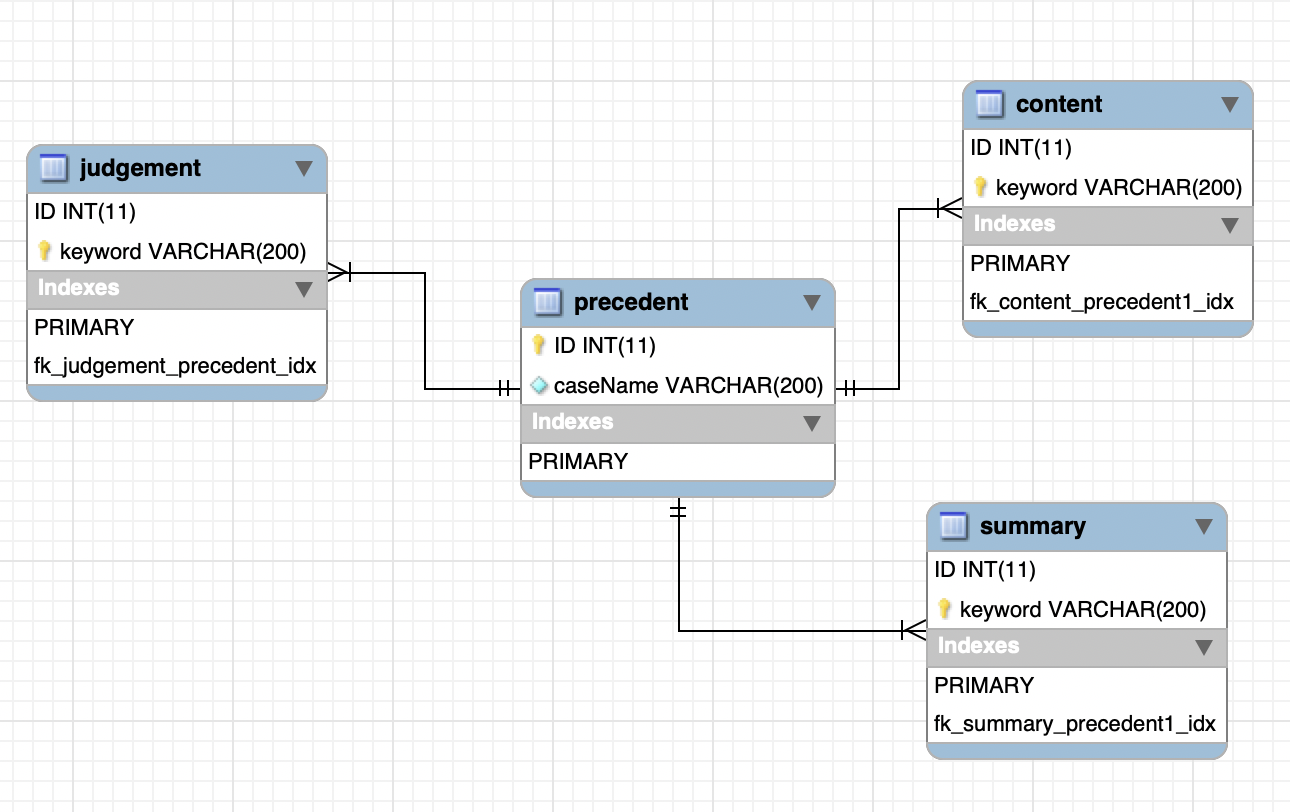 judgement
ID INT(11)
keyword VARCHAR(200)
Indexes
PRIMARY
fk_judgement_precedent_idx
precedent
ID INT(11)
caseName VARCHAR(200)
Indexes
PRIMARY
content
ID INT(11)
keyword VARCHAR(200)
Indexes
PRIMARY
fk_content_precedent1_idx
summary
ID INT(11)
keyword VARCHAR(200)
Indexes
PRIMARY
fk_summary_precedent1_idx